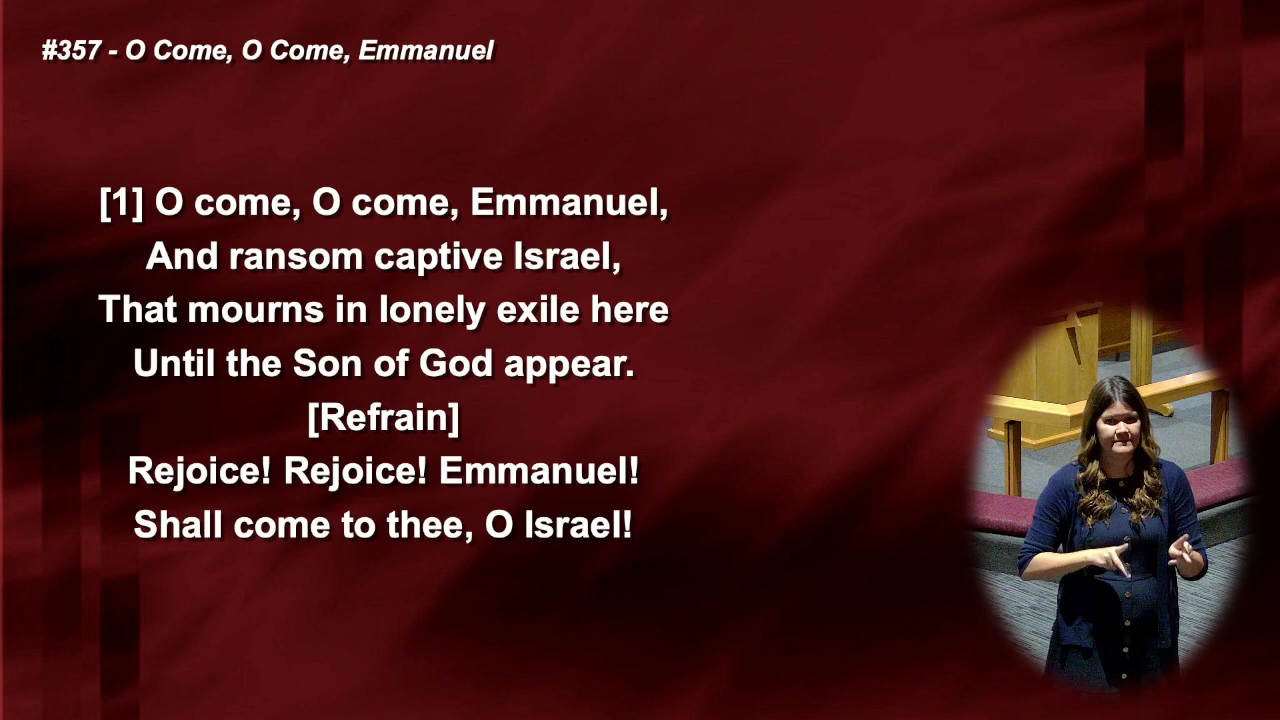 #357 - O Come, O Come, Emmanuel
[1] O come, O come, Emmanuel,
And ransom captive Israel,
That mourns in lonely exile here
Until the Son of God appear.
[Refrain]
Rejoice! Rejoice! Emmanuel!
Shall come to thee, O Israel!